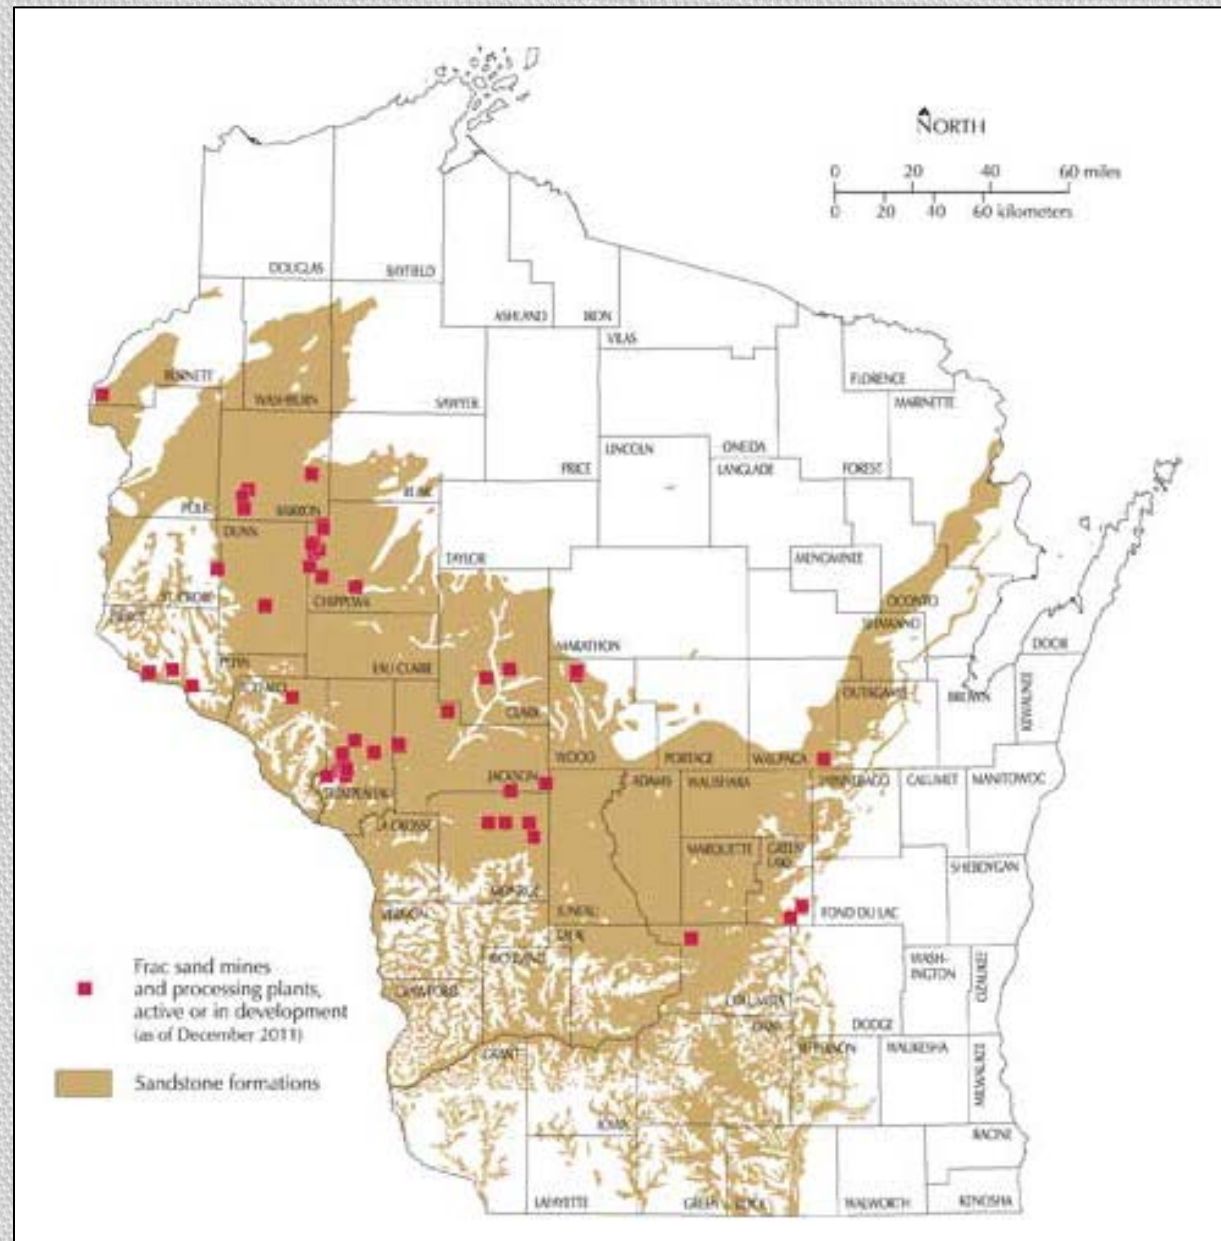 NORTH
0 20 40 60 miles
0 20 40 60 kilometers
DOUGLAS
BAYFIELD
ASHLAND
IRON
VILAS
BURNETT
WASHBURN
SAWYER
FLORENCE
MARINETTE
PRICE
LINCOLN
ONEIDA
LANGLADE
FOREST
POLK
BARRON
RUSK
DUNN
TAYLOR
MENOMINEE
ST. CROIX
CHIPPEWA
OCONTO
SHAWANO
PIERCE
MARATHON
DOOR
PEPIN
EAU CLAIRE
BUFFALO
CLARK
OUTAGAMIE
BROWN
KEWAUNEE
WOOD
PORTAGE
WAUPACA
TREMPEALEAU
JACKSON
ADAMS
WAUSHARA
WINNEBAGO
CALUMET
MANITOWOC
LA CROSSE
MARQUETTE
GREEN
LAKE
SHEBOYGAN
MONROE
VERNON
JUNEAU
FOND DU LAC
SAUK
RICHLAND
WASH-
INGTON
OZAUKEE
CRAWFORD
COLUMBIA
DODGE
DANE
GRANT
JEFFERSON
WAUKESHA
MILWAUKEE
IOWA
RACINE
LAFAYETTE
GREEN
ROCK
WALWORTH
KENOSHA
Frac sand mines
and processing plants,
active or in development
(as of December 2011)
Sandstone formations